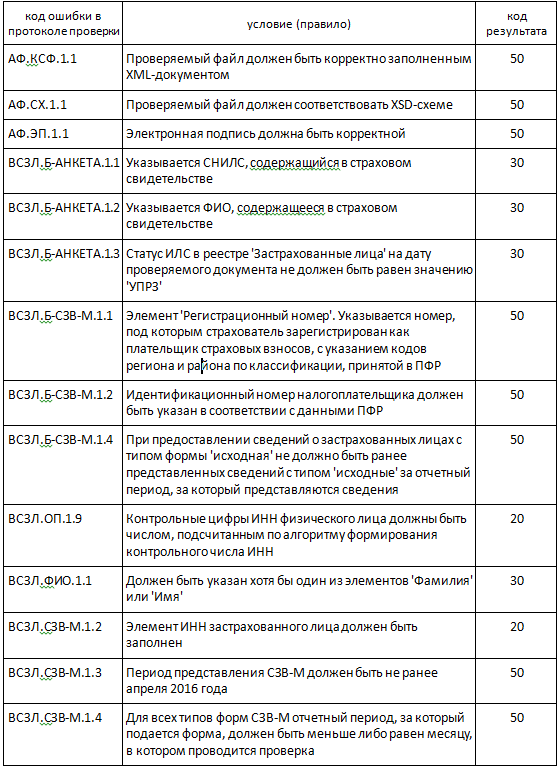 код ошибки в
протоколе проверки
условие (правило)
код
результата
АФ.КСФ.1.1
Проверяемый файл должен быть корректно заполненным
XML-документом
50
АФ.СХ.1.1
Проверяемый файл должен соответствовать XSD-схеме
50
АФ.ЭП.1.1
Электронная подпись должна быть корректной
50
ВСЗЛ.Б-АНКЕТА.1.1
Указывается СНИЛС, содержащийся в страховом
свидетельстве
30
ВСЗЛ.Б-АНКЕТА.1.2
Указывается ФИО, содержащееся в страховом
свидетельстве
30
ВСЗЛ.Б-АНКЕТА.1.3
Статус ИЛС в реестре 'Застрахованные лица' на дату
проверяемого документа не должен быть равен значению
'УПРЗ'
30
ВСЗЛ.Б-СЗВ-М.1.1
Элемент 'Регистрационный номер'. Указывается номер,
под которым страхователь зарегистрирован как
плательщик страховых взносов, с указанием кодов
региона и района по классификации, принятой в ПФР
50
ВСЗЛ.Б-СЗВ-М.1.2
Идентификационный номер налогоплательщика должен
быть указан в соответствии с данными ПФР
50
ВСЗЛ.Б-СЗВ-М.1.4
При предоставлении сведений о застрахованных лицах с
типом формы 'исходная' не должно быть ранее
представленных сведений с типом 'исходные' за отчетный
период, за который представляются сведения
50
ВСЗЛ.ОП.1.9
Контрольные цифры ИНН физического лица должны быть
числом, подсчитанным по алгоритму формирования
контрольного числа ИНН
20
ВСЗЛ.ФИО.1.1
Должен быть указан хотя бы один из элементов 'Фамилия'
или 'Имя'
30
ВСЗЛ.СЗВ-М.1.2
Элемент ИНН застрахованного лица должен быть
заполнен
20
ВСЗЛ.СЗВ-М.1.3
Период представления СЗВ-М должен быть не ранее
апреля 2016 года
50
ВСЗЛ.СЗВ-М.1.4
Для всех типов форм СЗВ-М отчетный период, за который
подается форма, должен быть меньше либо равен месяцу,
в котором проводится проверка
50